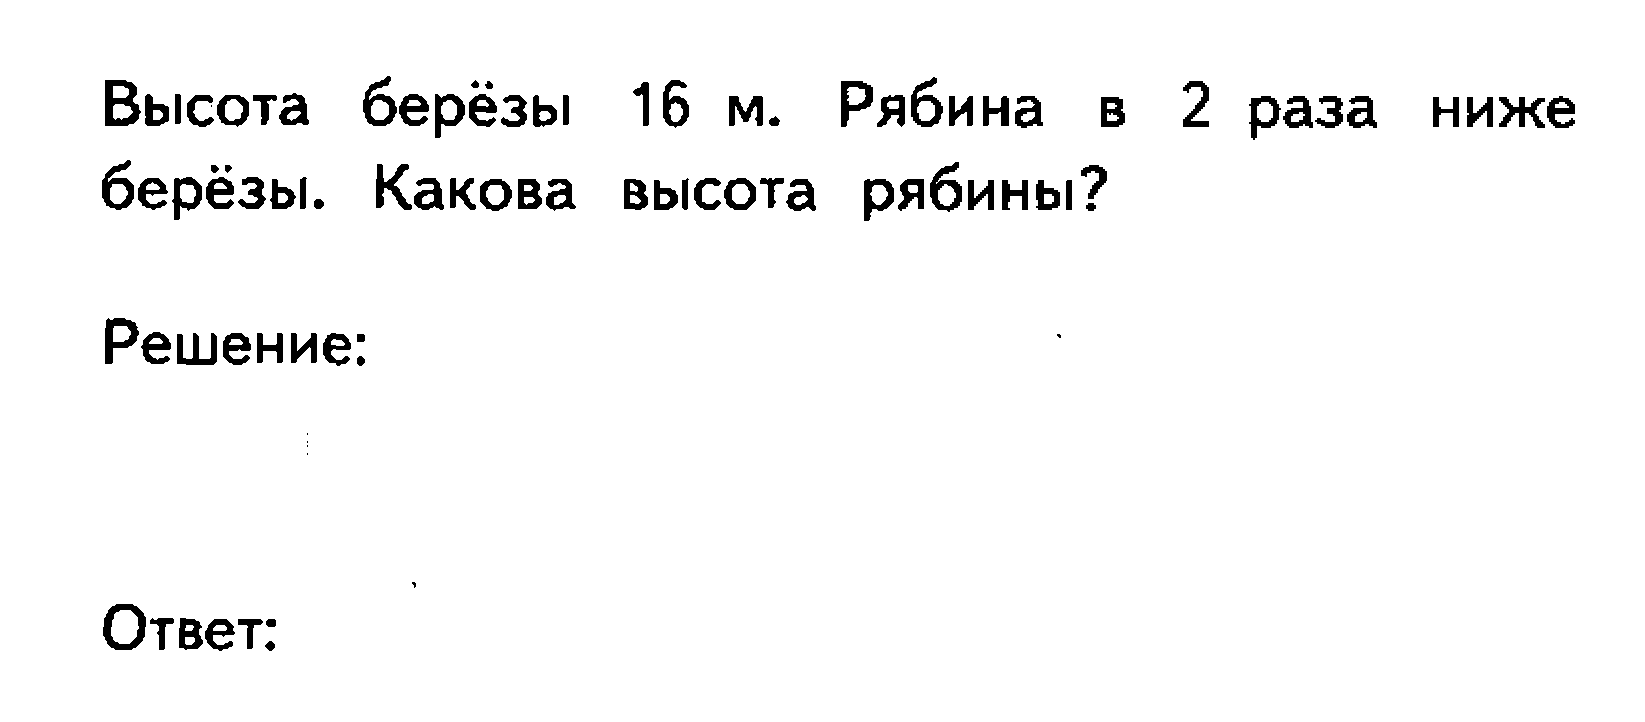 Высота берёзы 16 м. Рябина в 2 раза ниже
берёзы. Какова высота рябины?
Решение:
Ответ: